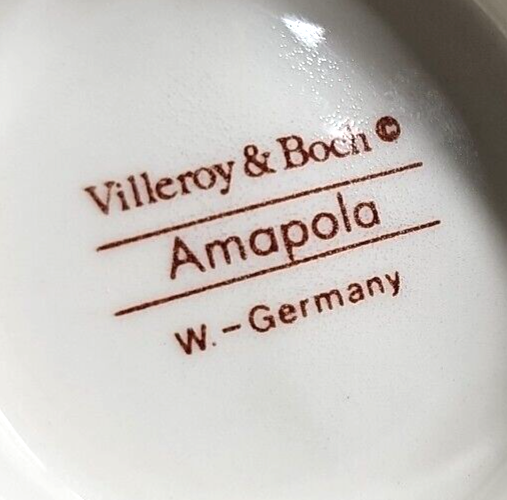 Villeroy & Boch ©
Amapola
W. - Germany